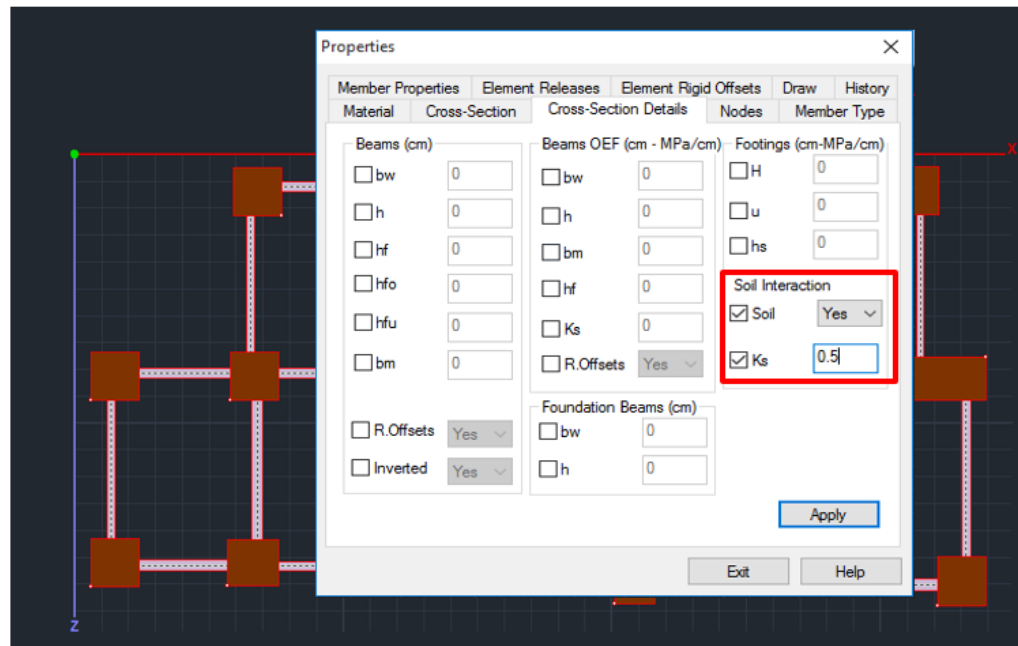 Properties
Member Properties Element Releases Element Rigid Offsets Draw History
Material Cross-Section Cross-Section Details Nodes Member Type
Beams (cm)
bw 0
h 0
hf 0
hfo 0
hfu 0
bm 0
R.Offsets Yes
Inverted Yes
Beams OEF (cm - MPa/cm)
bw 0
h 0
bm 0
hf 0
Ks 0
R.Offsets Yes
Foundation Beams (cm)
bw 0
h 0
Footings (cm-MPa/cm)
H 0
u 0
hs 0
Soil Interaction
Soil Yes
Ks 0.5
Apply
Exit Help
X
Z